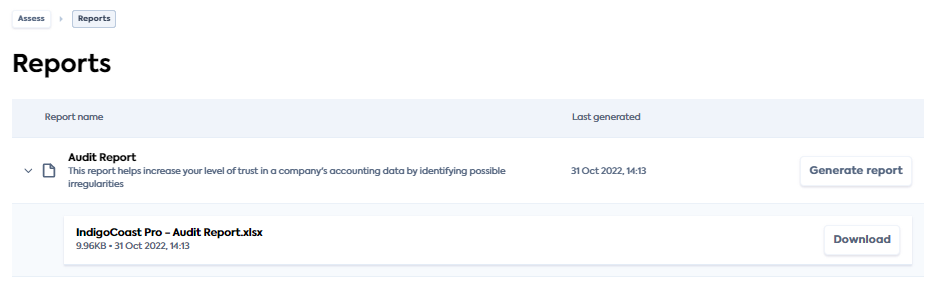 Assess
Reports
Reports
Report name
Last generated
Audit Report
This report helps increase your level of trust in a company's accounting data by identifying possible
irregularities
31 Oct 2022, 14:13
Generate report
IndigoCoast Pro - Audit Report.xlsx
9.96KB • 31 Oct 2022, 14:13
Download